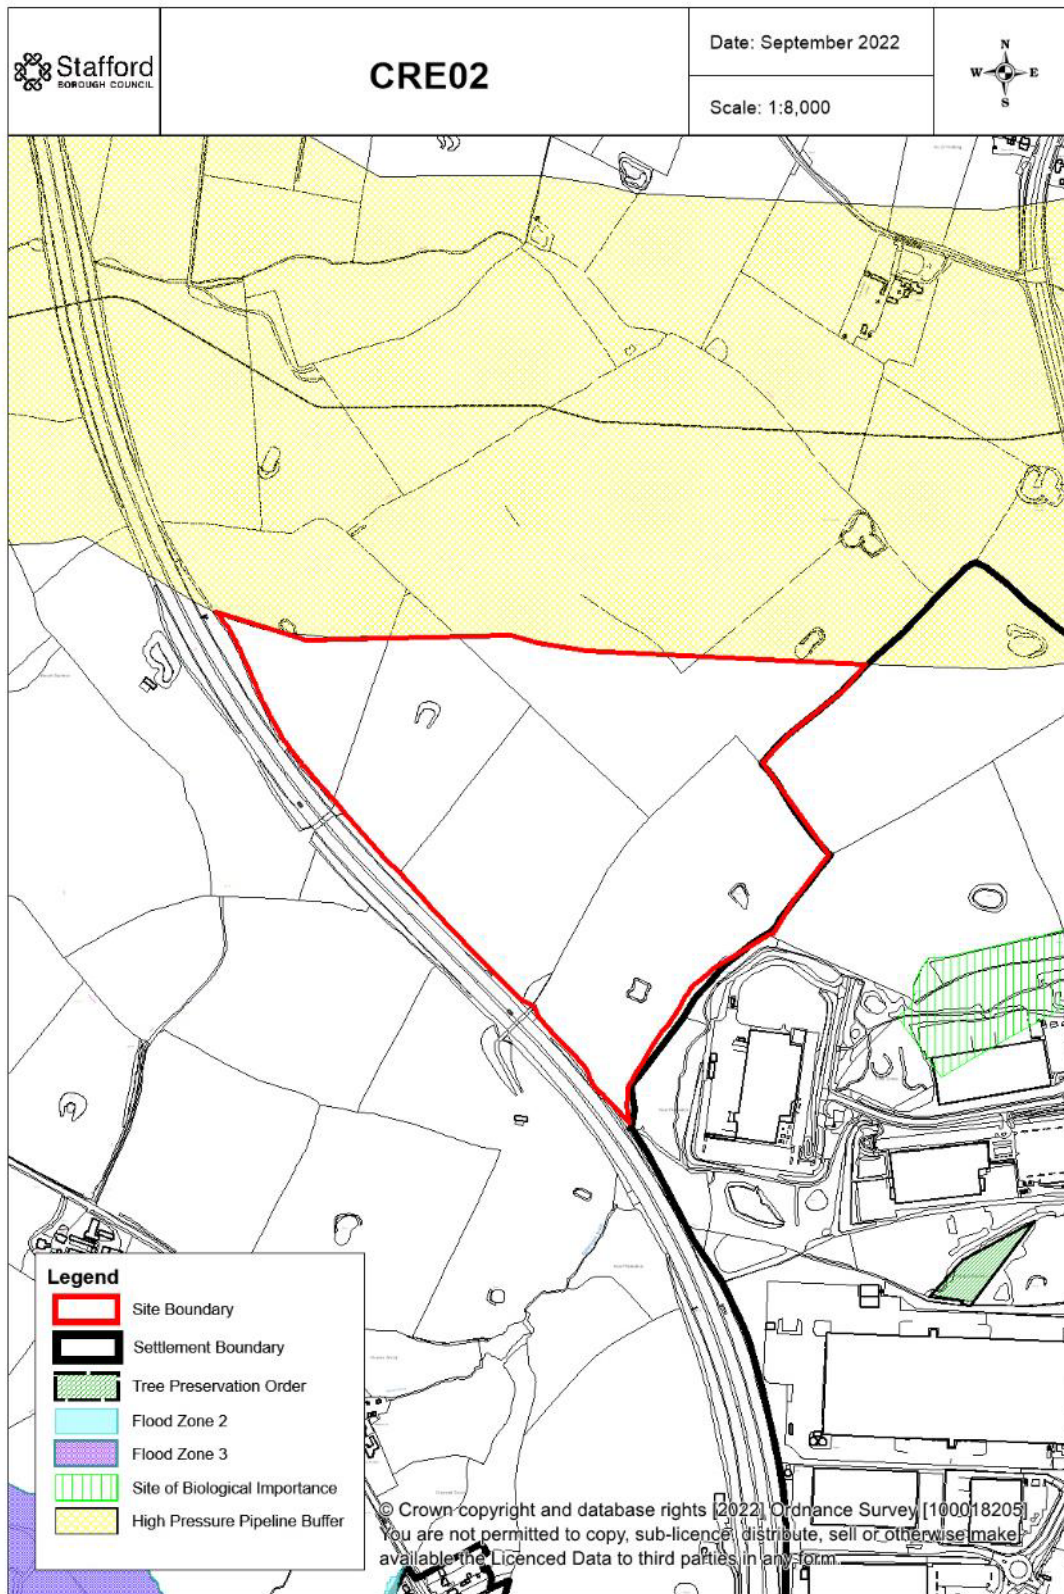 Stafford
BOROUGH COUNCIL
CRE02
Date: September 2022
Scale: 1:8,000
N
W E
S
Legend
Site Boundary
Settlement Boundary
Tree Preservation Order
Flood Zone 2
Flood Zone 3
Site of Biological Importance
High Pressure Pipeline Buffer
© Crown copyright and database rights [2022] Ordnance Survey [100018205]
You are not permitted to copy, sub-licence, distribute, sell or otherwise make
available the Licenced Data to third parties in any form